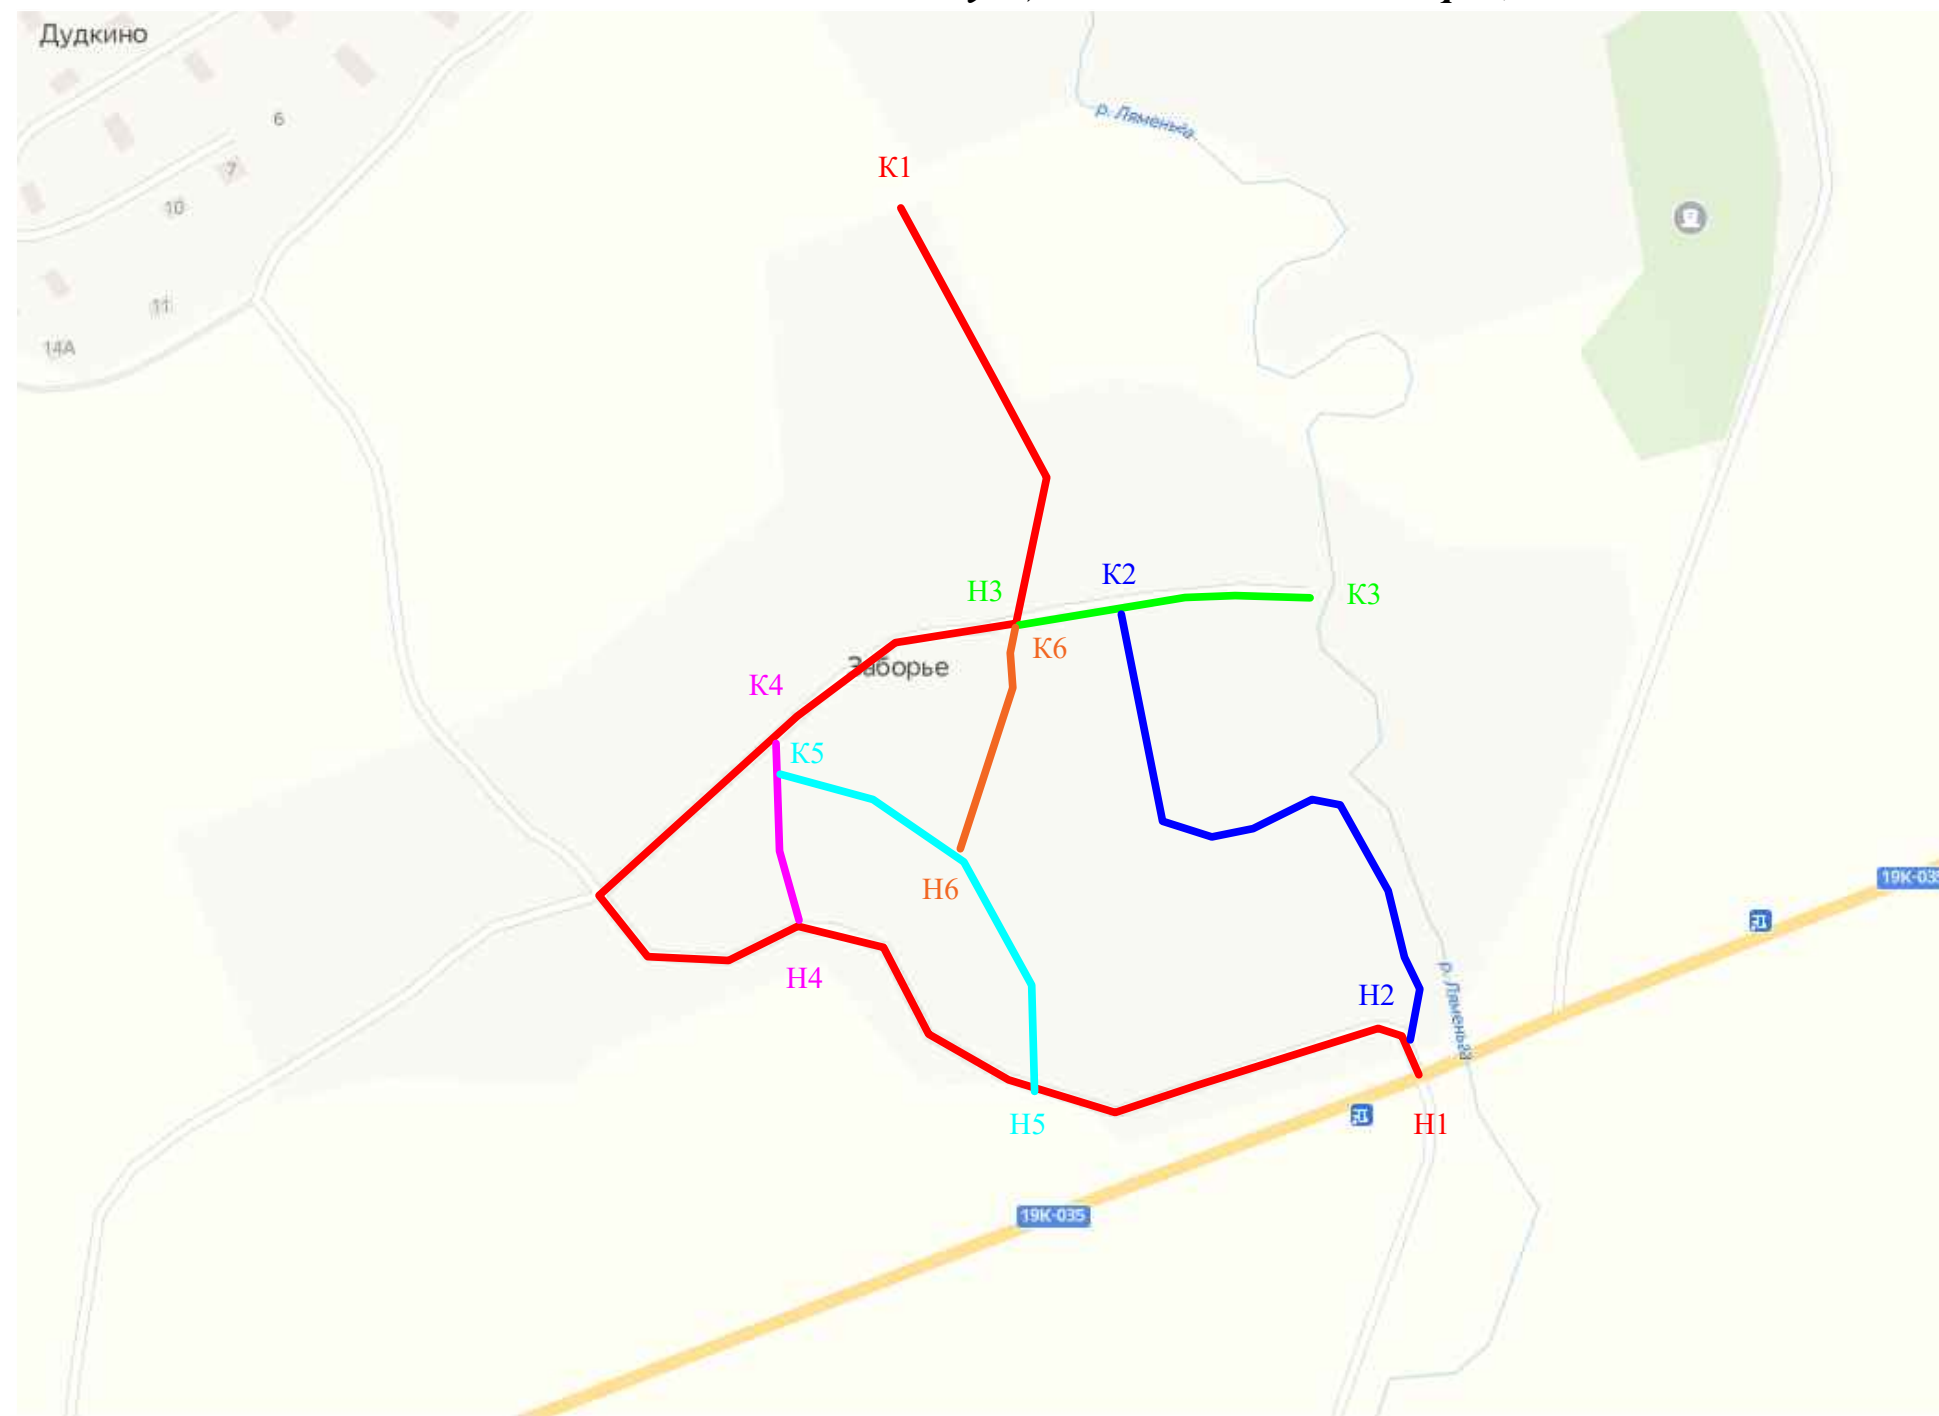 Дудкино
6
7
10
11
14А
р. Ляменьга
К1
К2
Н3
К3
К6
Заборье
К4
К5
Н6
19К-035
Н4
Н2
р. Ляменьга
Н5
Н1
19К-035